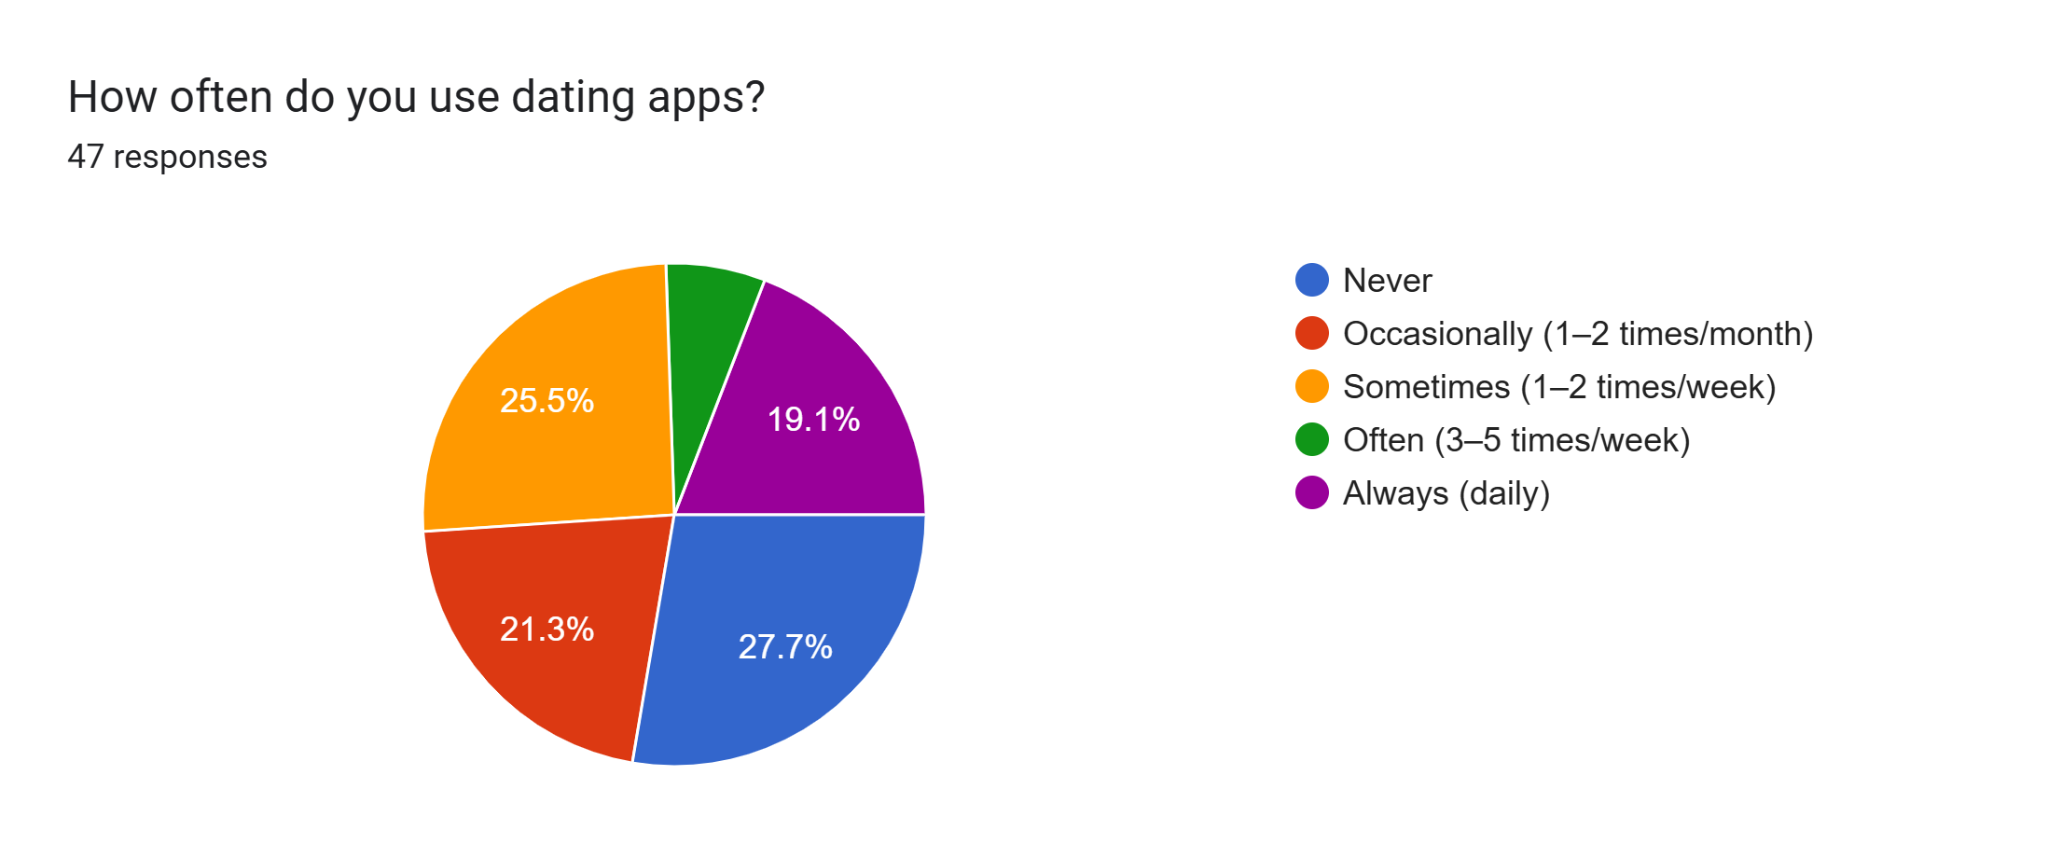 How often do you use dating apps?
47 responses
25.5%
19.1%
21.3%
27.7%
Never
Occasionally (1–2 times/month)
Sometimes (1–2 times/week)
Often (3–5 times/week)
Always (daily)